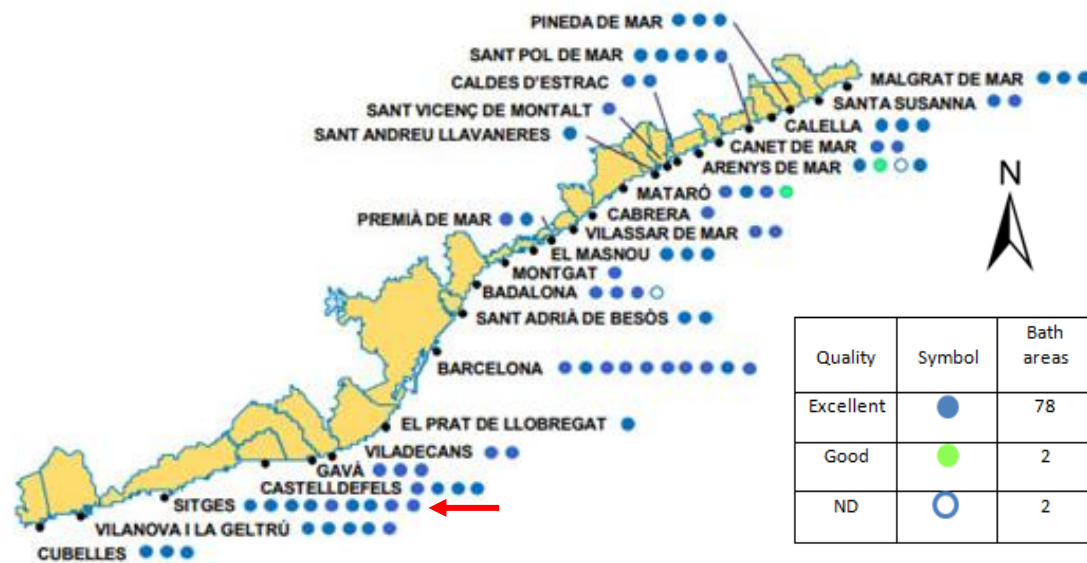 PINEDA DE MAR
SANT POL DE MAR
CALDES D'ESTRAC
MALGRAT DE MAR
SANT VICENÇ DE MONTALT
SANTA SUSANNA
SANT ANDREU LLAVANERES
CALELLA
CANET DE MAR
ARENYS DE MAR
N
MATARÓ
PREMIÀ DE MAR
CABRERA
VILASSAR DE MAR
EL MASNOU
MONTGAT
BADALONA
SANT ADRIÀ DE BESÒS
BARCELONA
EL PRAT DE LLOBREGAT
VILADECANS
GAVÀ
CASTELLDEFELS
SITGES
VILANOVA I LA GELTRÚ
CUBELLES
Quality Symbol Bath areas
Excellent 78
Good 2
ND 2